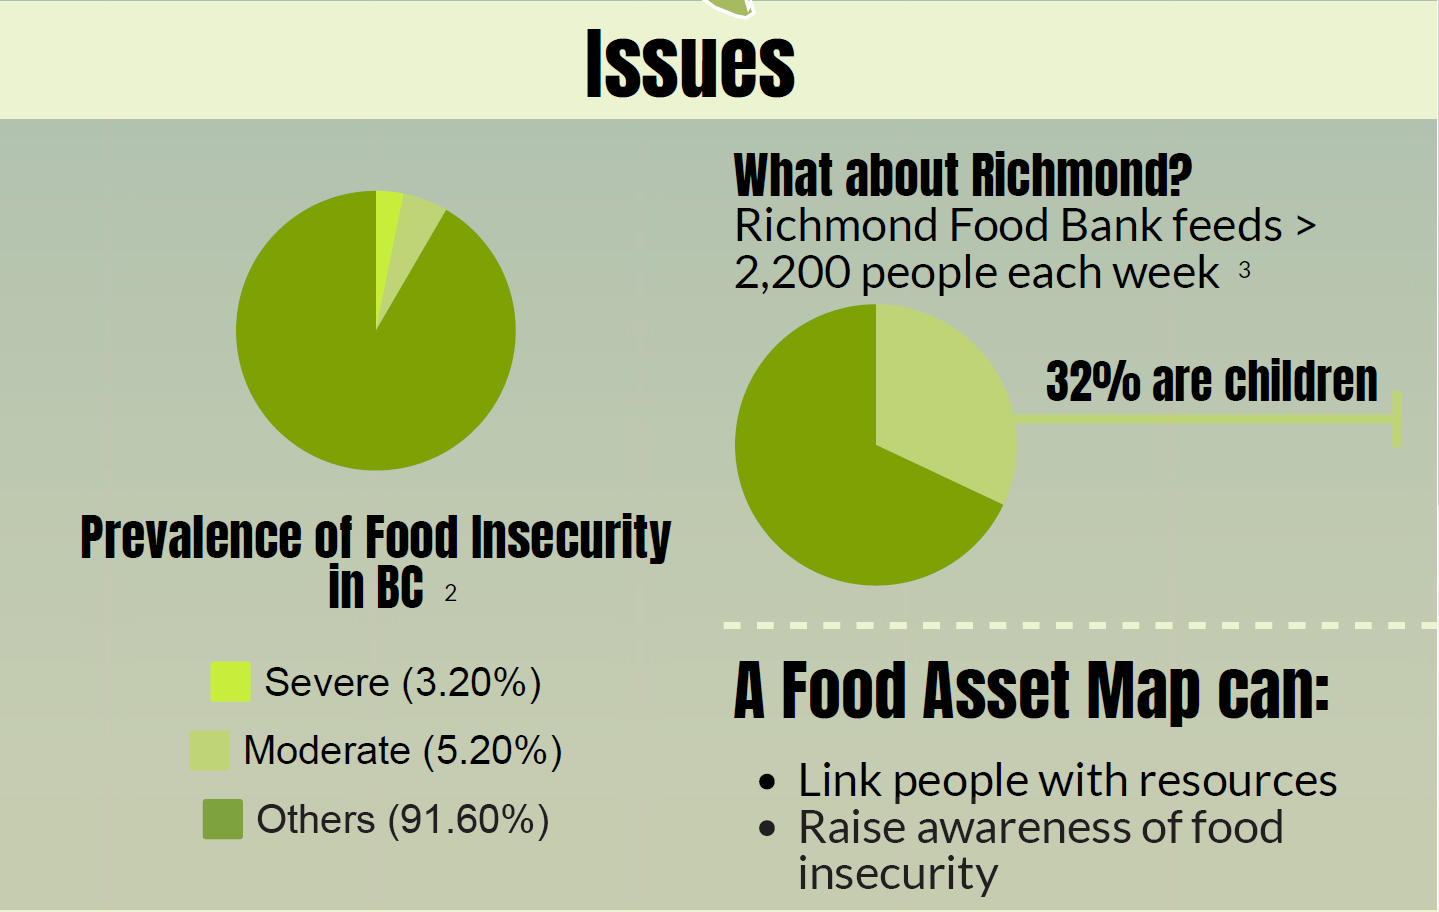 Issues
Prevalence of Food Insecurity
in BC 2
Severe (3.20%)
Moderate (5.20%)
Others (91.60%)
What about Richmond?
Richmond Food Bank feeds >
2,200 people each week 3
32% are children
A Food Asset Map can:
• Link people with resources
• Raise awareness of food
insecurity